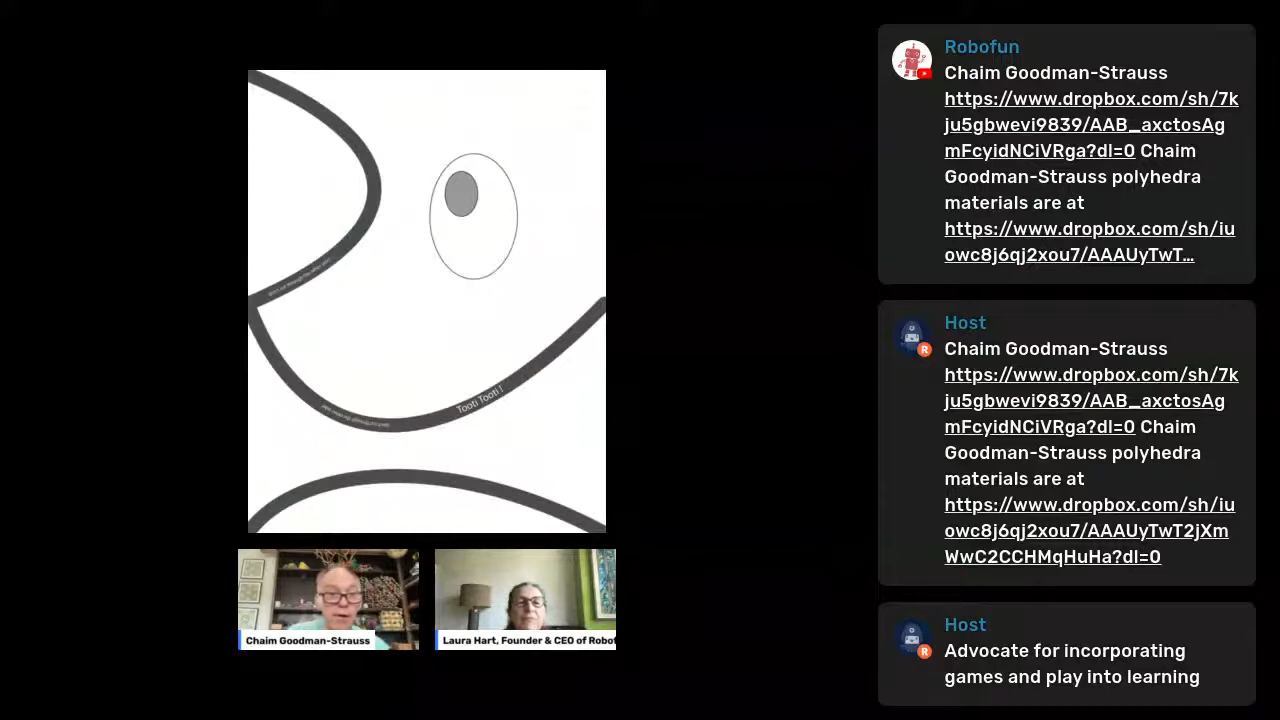 Tooti Tooti !
Chaim Goodman-Strauss
Laura Hart, Founder & CEO of Robof
Robofun
Chaim Goodman-Strauss
https://www.dropbox.com/sh/7k
ju5gbwevi9839/AAB_axctosAg
mFcyidNCiVRga?dl=0 Chaim
Goodman-Strauss polyhedra
materials are at
https://www.dropbox.com/sh/iu
owc8j6qj2xou7/AAAUyTwT...
Host
Chaim Goodman-Strauss
https://www.dropbox.com/sh/7k
ju5gbwevi9839/AAB_axctosAg
mFcyidNCiVRga?dl=0 Chaim
Goodman-Strauss polyhedra
materials are at
https://www.dropbox.com/sh/iu
owc8j6qj2xou7/AAAUyTwT2jXm
WwC2CCHMqHuHa?dl=0
Host
Advocate for incorporating
games and play into learning